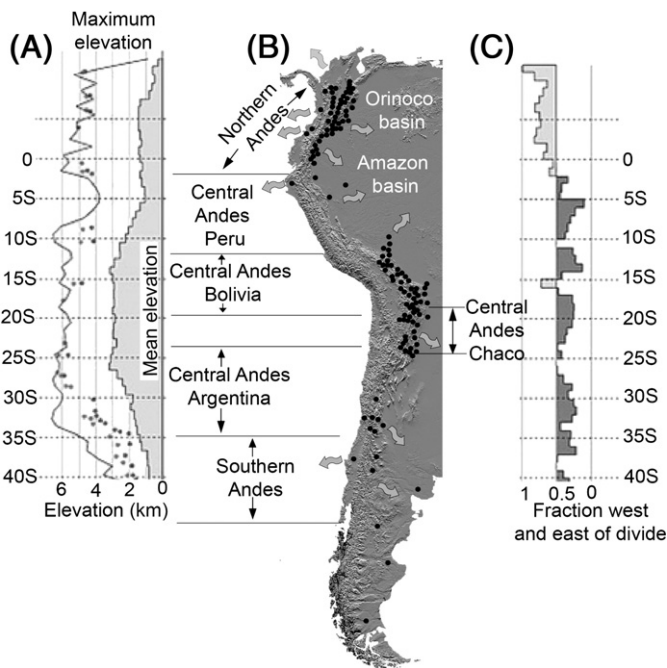 Maximum
elevation
(A)
(B)
(C)
0
5S
10S
15S
20S
25S
30S
35S
40S
6 4 2 0
Elevation (km)
Mean elevation
Northern
Andes
Orinoco
basin
Amazon
basin
Central
Andes
Peru
Central Andes
Bolivia
Central
Andes
Chaco
Central Andes
Argentina
Southern
Andes
0
5S
10S
15S
20S
25S
30S
35S
40S
1 0.5 0
Fraction west
and east of divide